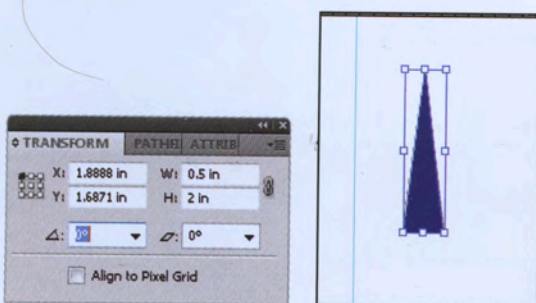 TRANSFORM PATHFI ATTRIB
X: 1.8888 in W: 0.5 in
Y: 1.6871 in H: 2 in
0° 0°
Align to Pixel Grid